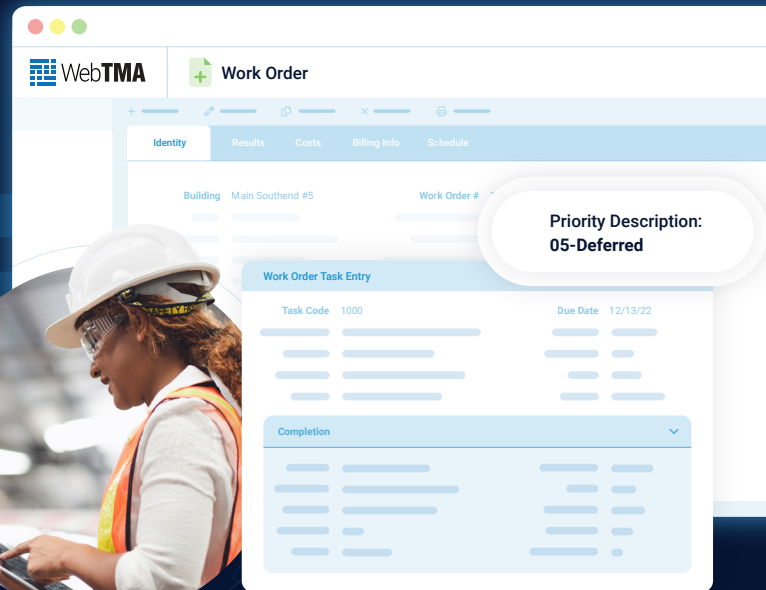 WebTMA
Work Order
Identity Results Costs Billing Info Schedule
Building Main Southend #5 Work Order #
Priority Description:
05-Deferred
Work Order Task Entry
Task Code 1000 Due Date 12/13/22
Completion